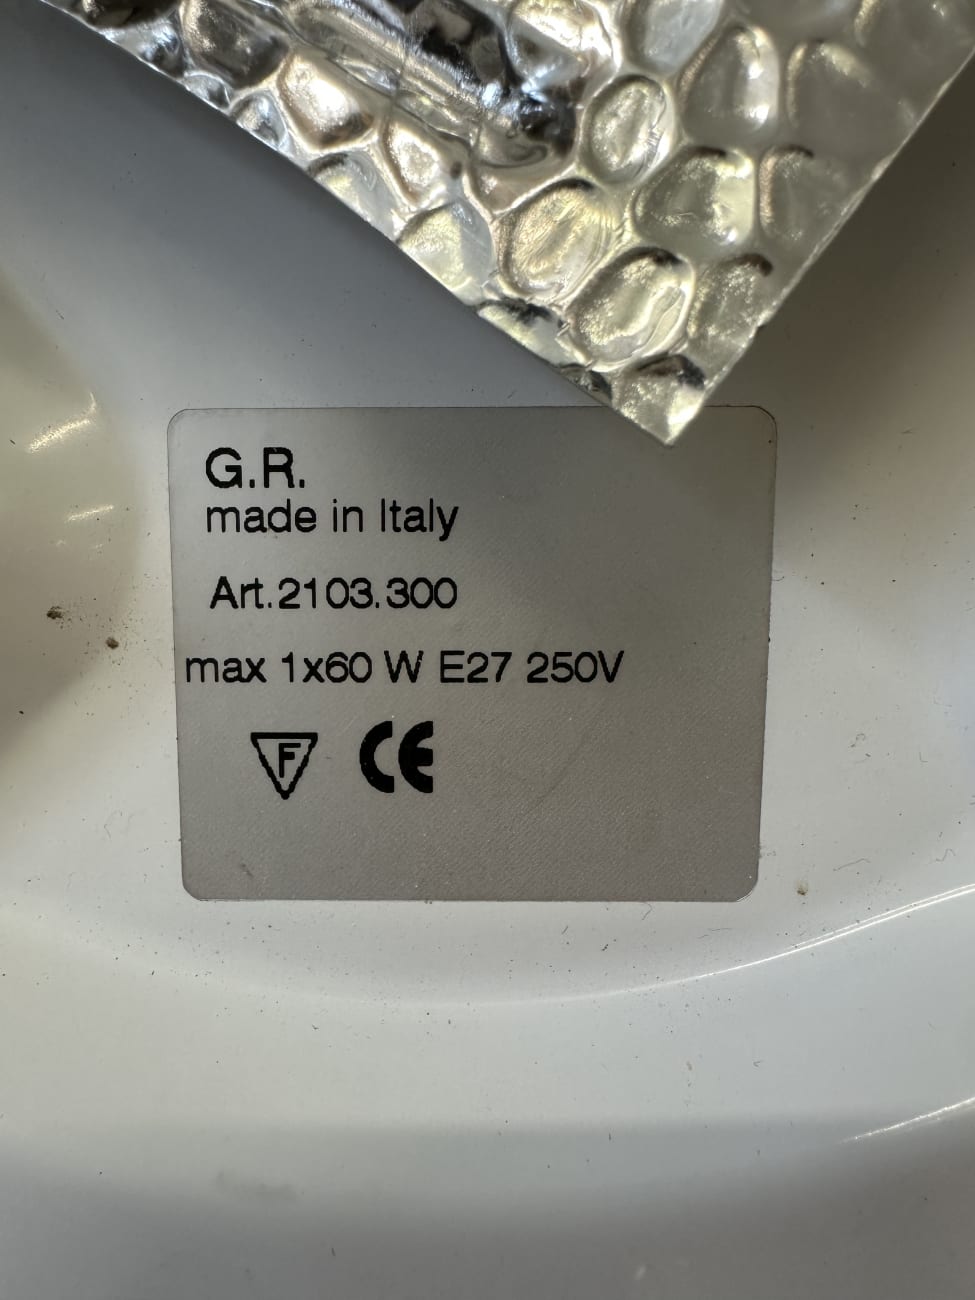 G.R.
made in Italy
Art.2103.300
max 1x60 W E27 250V
F CE